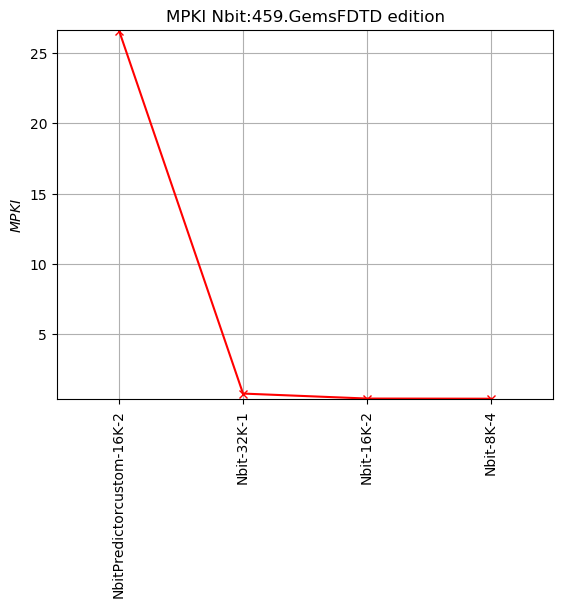 MPKI Nbit:459.GemsFDTD edition
25
20
15
10
5
MPKI
NbitPredictorcustom-16K-2
Nbit-32K-1
Nbit-16K-2
Nbit-8K-4